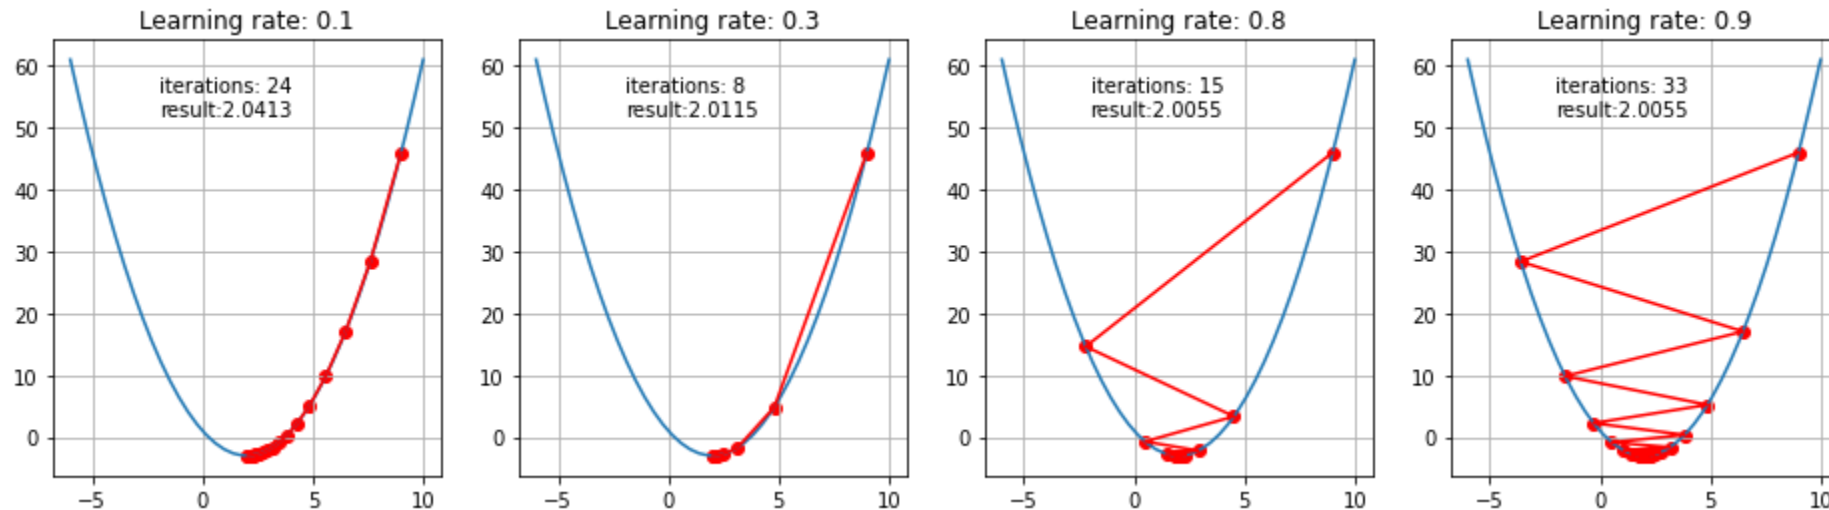 Learning rate: 0.1
iterations: 24
result:2.0413
60
50
40
30
20
10
0
−5 0 5 10
Learning rate: 0.3
iterations: 8
result:2.0115
60
50
40
30
20
10
0
−5 0 5 10
Learning rate: 0.8
iterations: 15
result:2.0055
60
50
40
30
20
10
0
−5 0 5 10
Learning rate: 0.9
iterations: 33
result:2.0055
60
50
40
30
20
10
0
−5 0 5 10